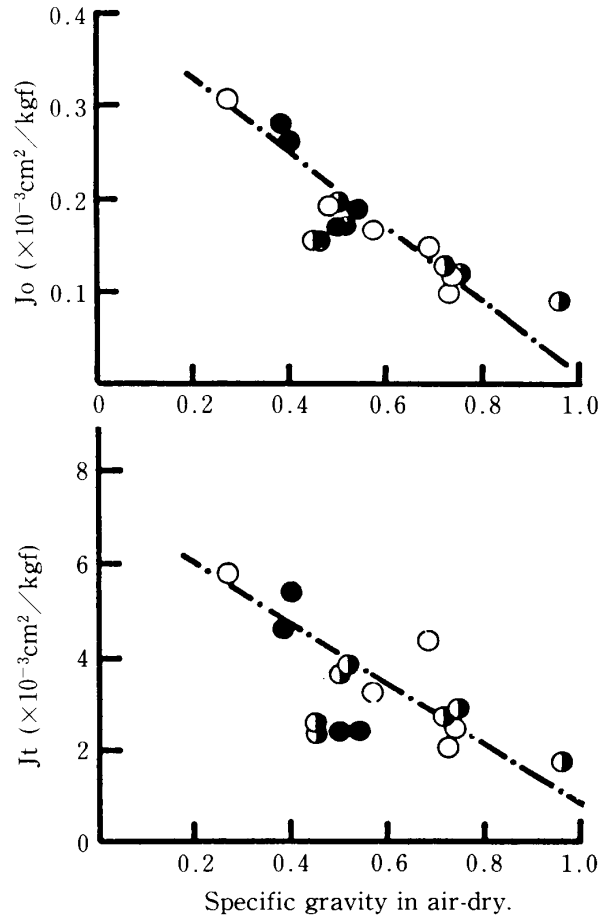 0.4
0.3
0.2
0.1
Jo (×10⁻³cm²/kgf)
0 0.2 0.4 0.6 0.8 1.0
8
6
4
2
0
Jt (×10⁻³cm²/kgf)
0.2 0.4 0.6 0.8 1.0
Specific gravity in air-dry.